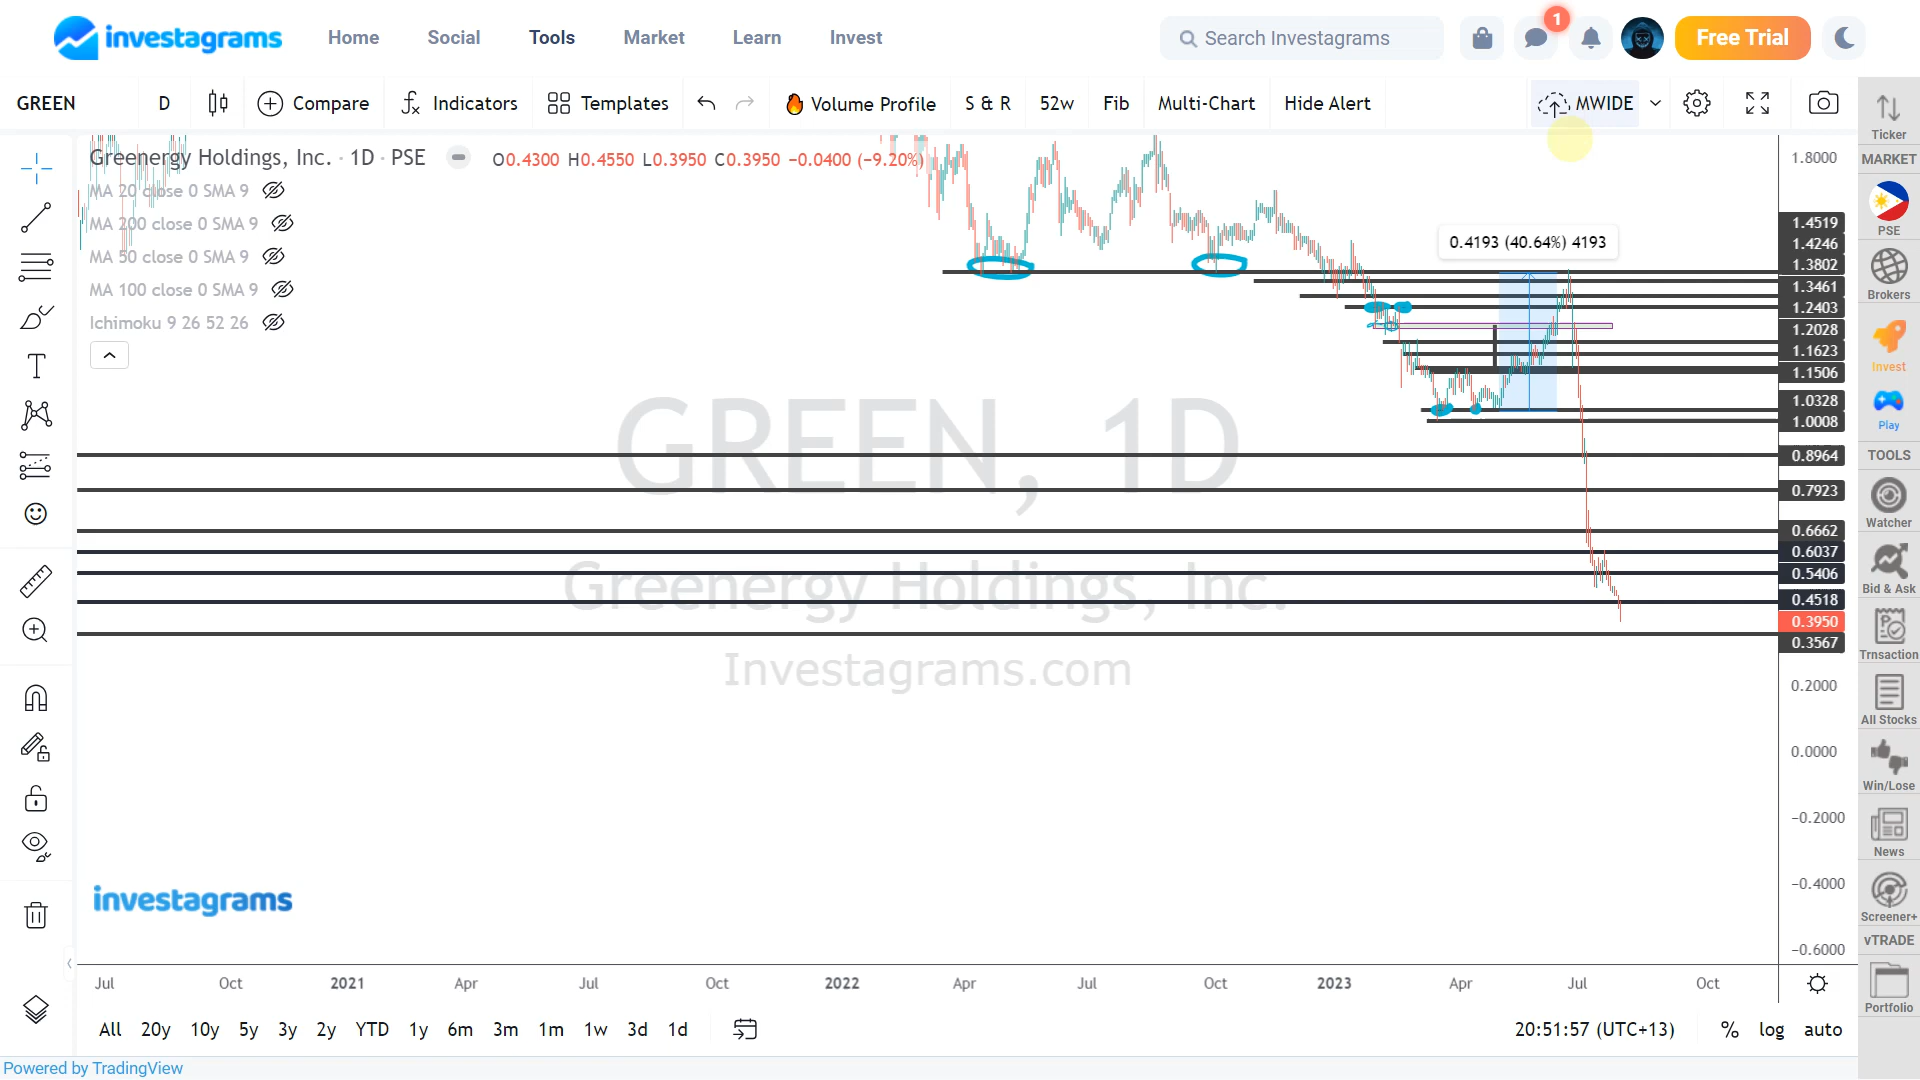 investagrams Home Social Tools Market Learn Invest Search Investagrams 1 Free Trial
GREEN D Compare Indicators Templates Volume Profile S & R 52w Fib Multi-Chart Hide Alert MWIDE
Greenergy Holdings, Inc. · 1D · PSE O0.4300 H0.4550 L0.3950 C0.3950 −0.0400 (−9.20%)
MA 20 close 0 SMA 9
MA 200 close 0 SMA 9
MA 50 close 0 SMA 9
MA 100 close 0 SMA 9
Ichimoku 9 26 52 26
0.4193 (40.64%) 4193
GREEN, 1D
Greenergy Holdings, Inc.
Investagrams.com
investagrams
1.8000
1.4519
1.4246
1.3802
1.3461
1.2403
1.2028
1.1623
1.1506
1.0328
1.0008
0.8964
0.7923
0.6662
0.6037
0.5406
0.4518
0.3950
0.3567
0.2000
0.0000
−0.2000
−0.4000
−0.6000
Jul Oct 2021 Apr Jul Oct 2022 Apr Jul Oct 2023 Apr Jul Oct
All 20y 10y 5y 3y 2y YTD 1y 6m 3m 1m 1w 3d 1d 20:51:57 (UTC+13) % log auto
Powered by TradingView
Ticker
MARKET
PSE
Brokers
Invest
Play
TOOLS
Watcher
Bid & Ask
Trnsaction
All Stocks
Win/Lose
News
Screener+
vTRADE
Portfolio